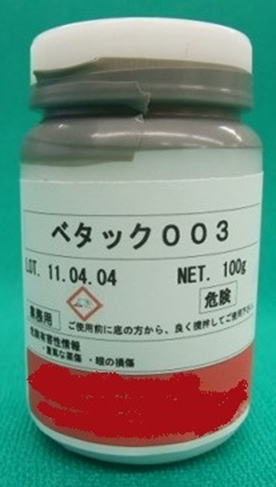 ベタック００３
LOT. 11.04.04 NET. 100g
危険
業務用 ご使用前に底の方から、良く撹拌してご使用下さい
危険有害性情報
・重篤な薬傷 ・眼の損傷